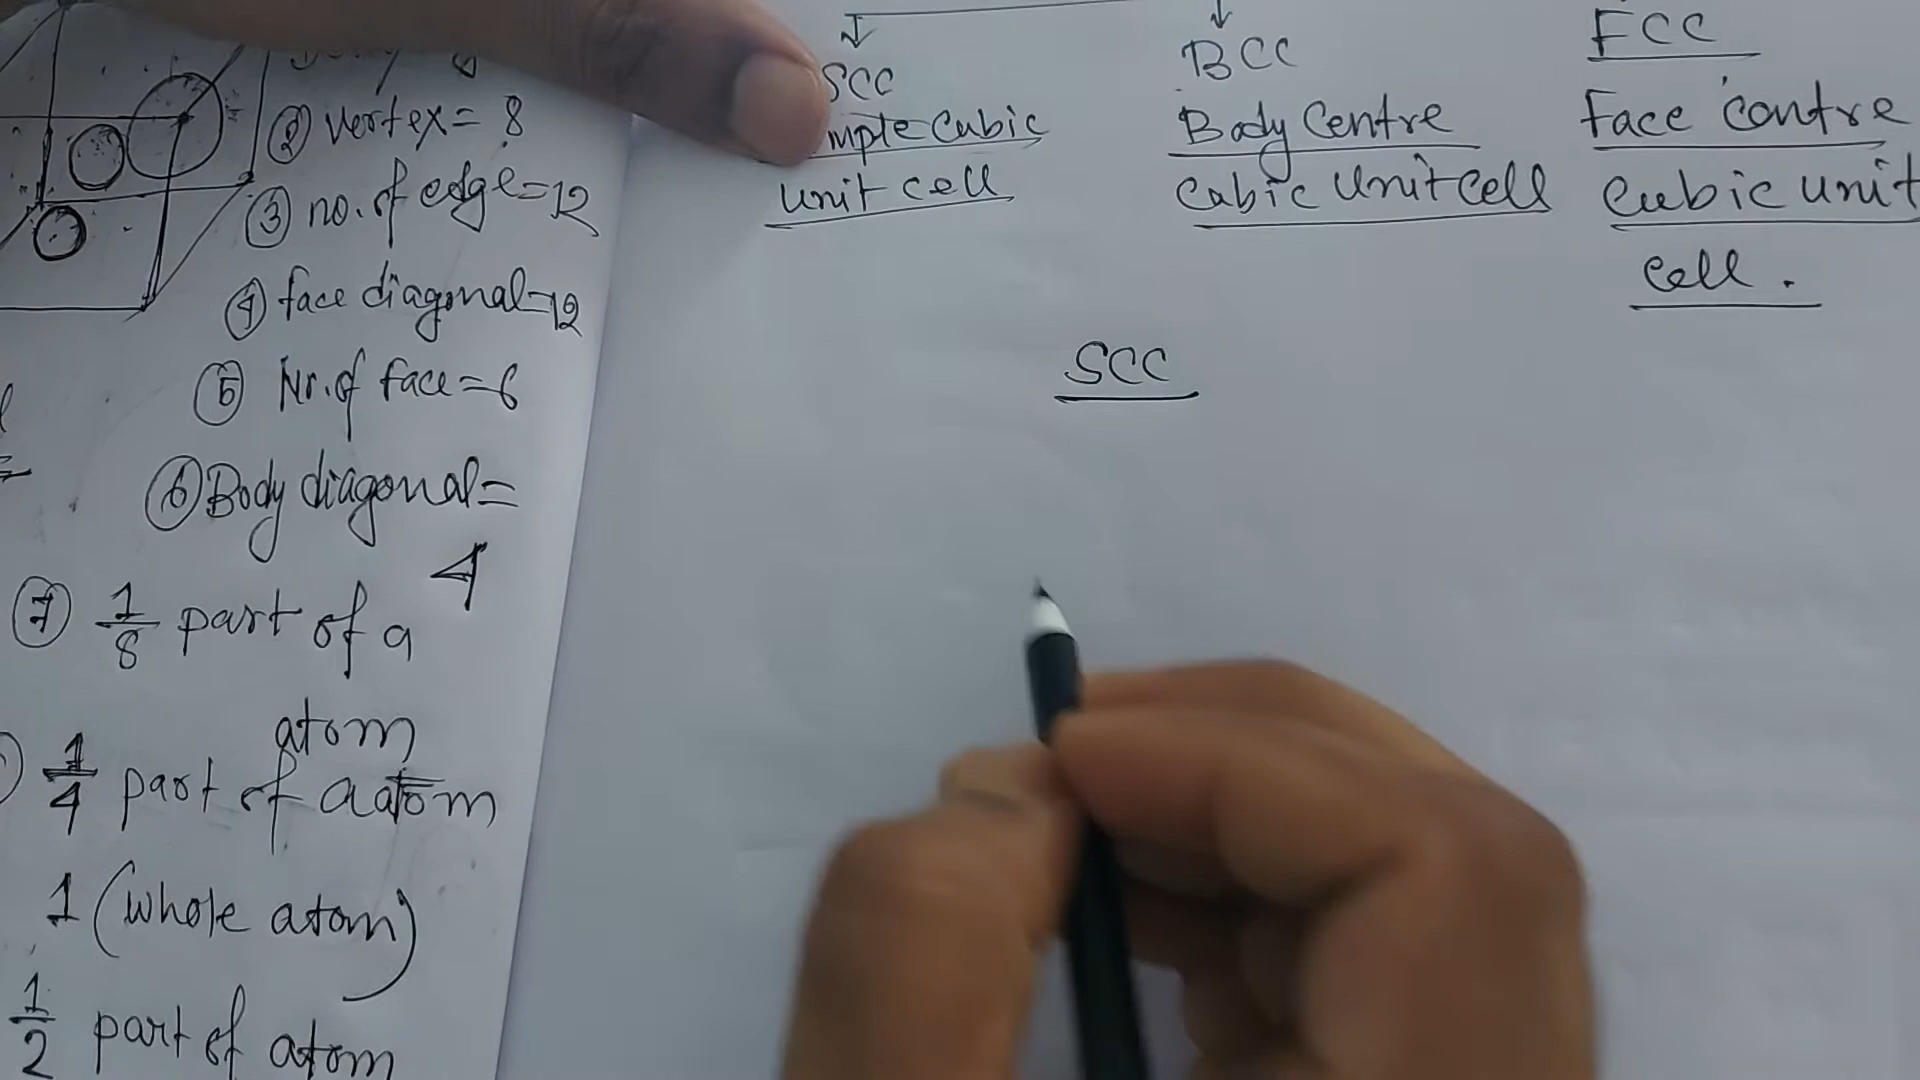 ② vertex = 8
③ no. of edge = 12
④ face diagonal = 12
⑤ Nr. of face = 6
⑥ Body diagonal =
4
⑦ 1/8 part of a
atom
1/4 part of a atom
1 (whole atom)
1/2 part of atom
SCC
mple Cubic
unit cell
BCC
Body Centre
Cubic Unit Cell
FCC
Face Centre
Cubic unit
Cell.
SCC